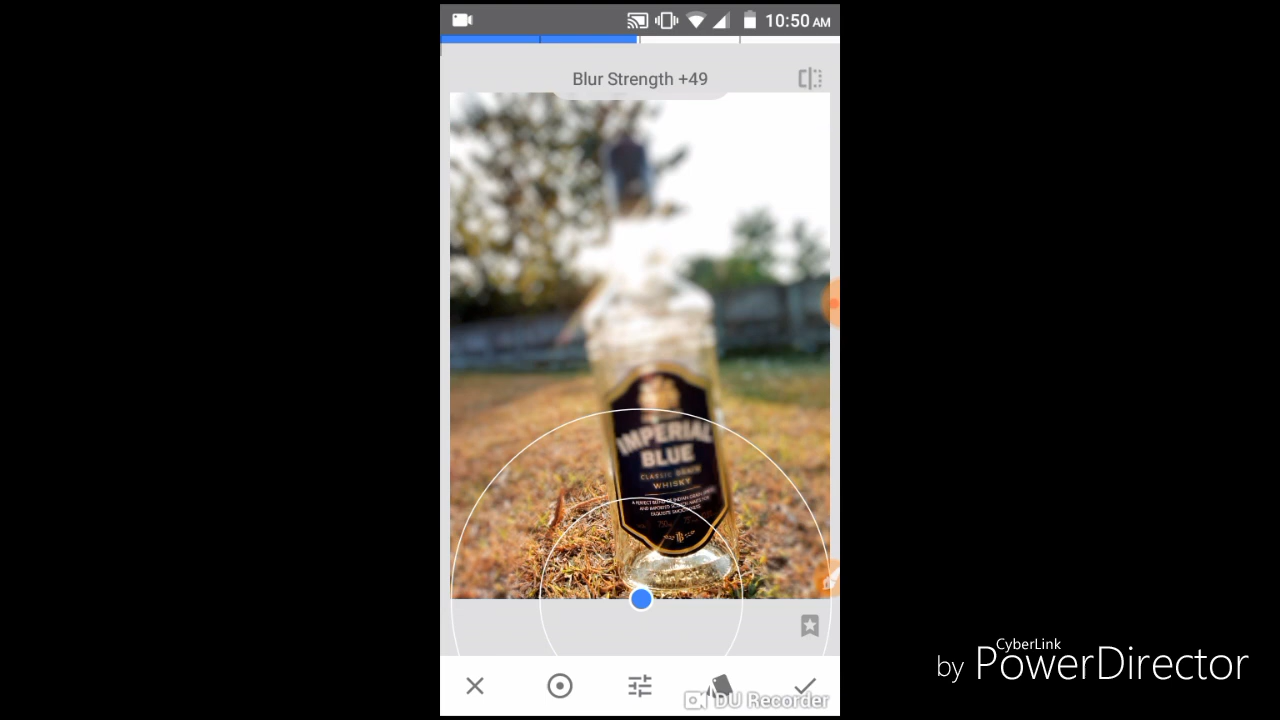 10:50 AM
Blur Strength +49
IMPERIAL
BLUE
CLASSIC GRAIN
WHISKY
CyberLink
by PowerDirector
DU Recorder